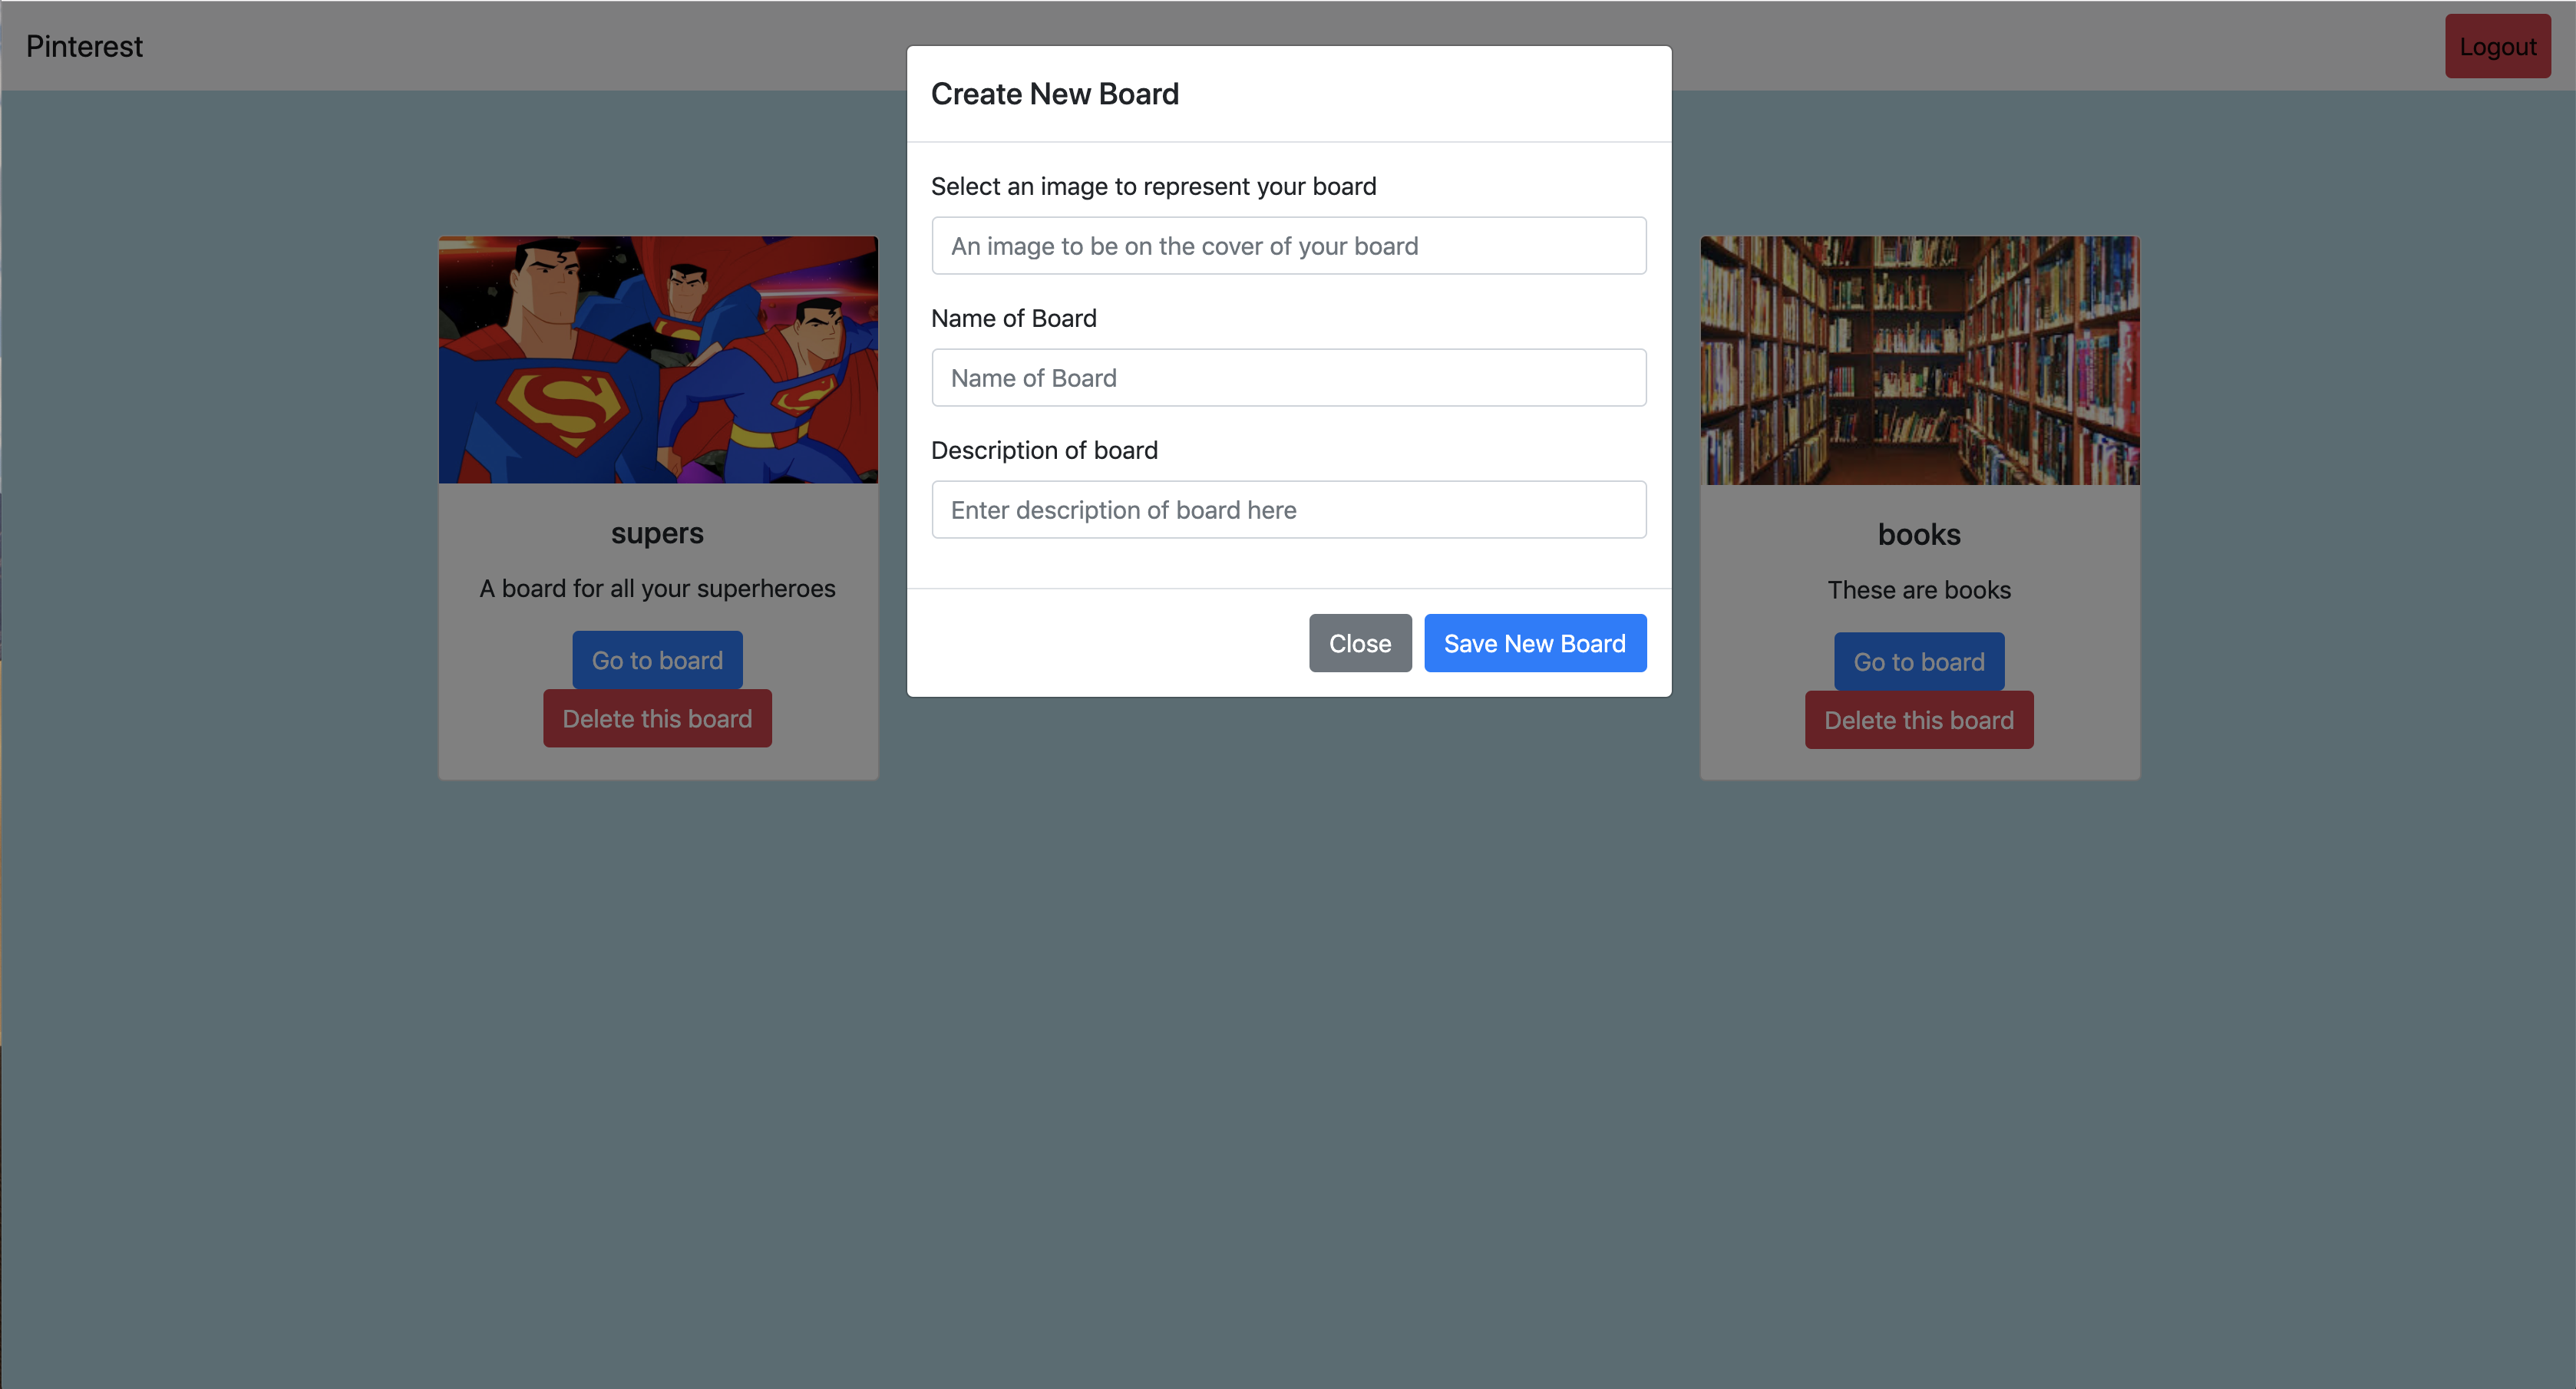 Pinterest
Logout
Create New Board
Select an image to represent your board
An image to be on the cover of your board
Name of Board
Name of Board
Description of board
Enter description of board here
Close
Save New Board
supers
A board for all your superheroes
Go to board
Delete this board
books
These are books
Go to board
Delete this board